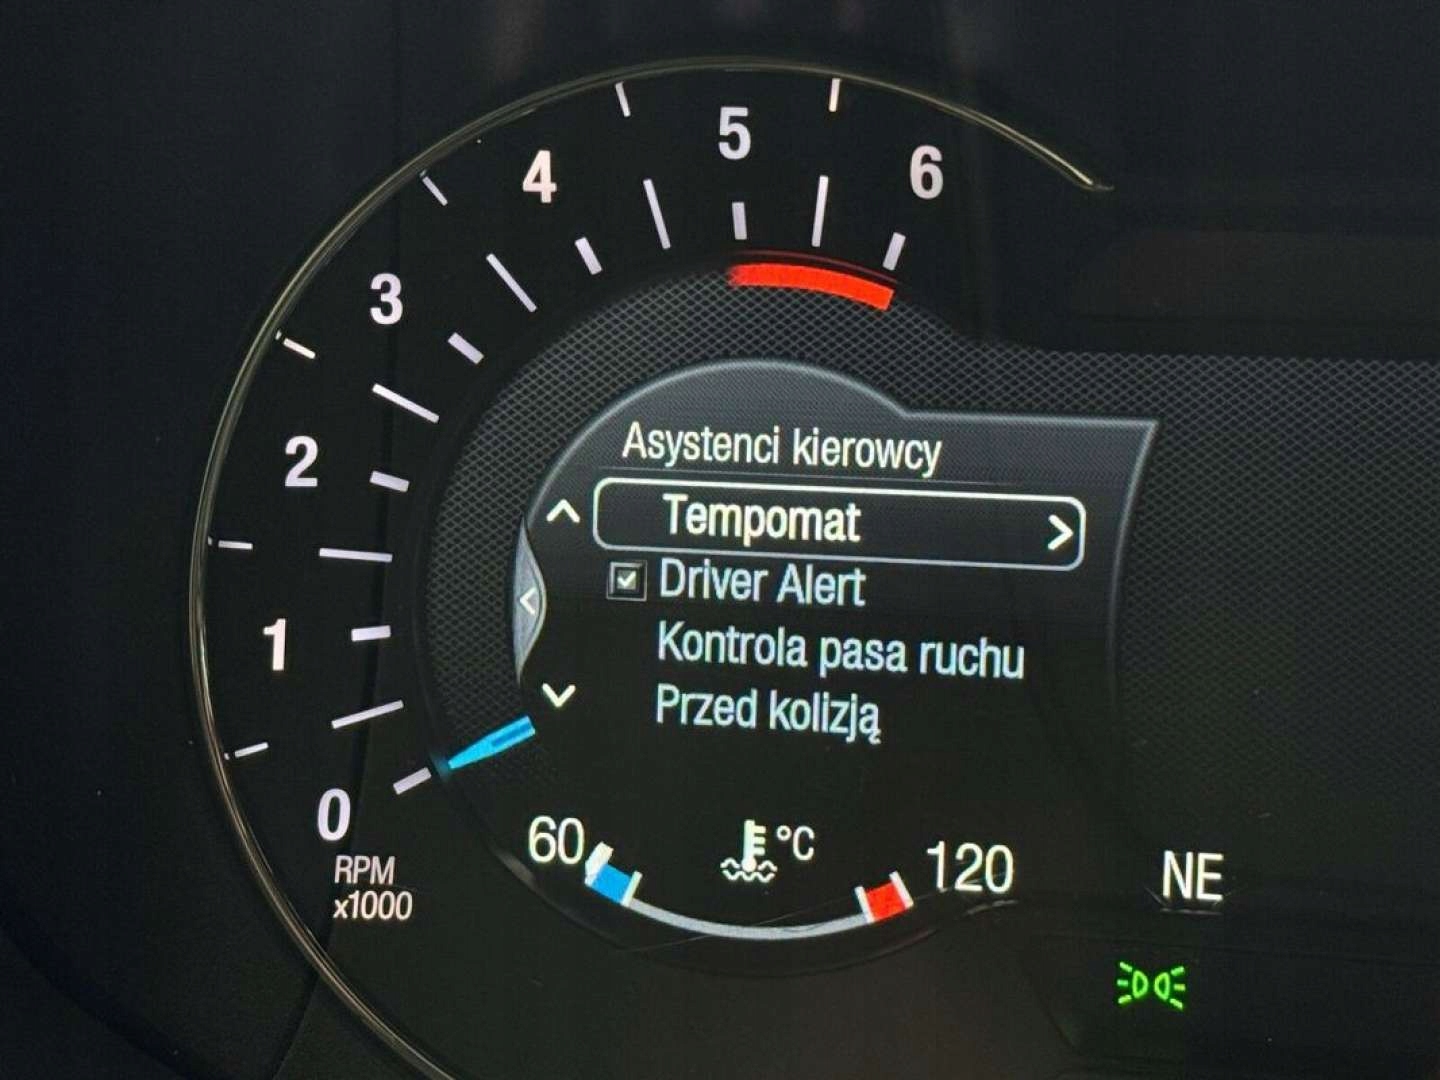 5
6
4
3
2
1
0
RPM
x1000
Asystenci kierowcy
Tempomat
Driver Alert
Kontrola pasa ruchu
Przed kolizją
60
°C
120
NE